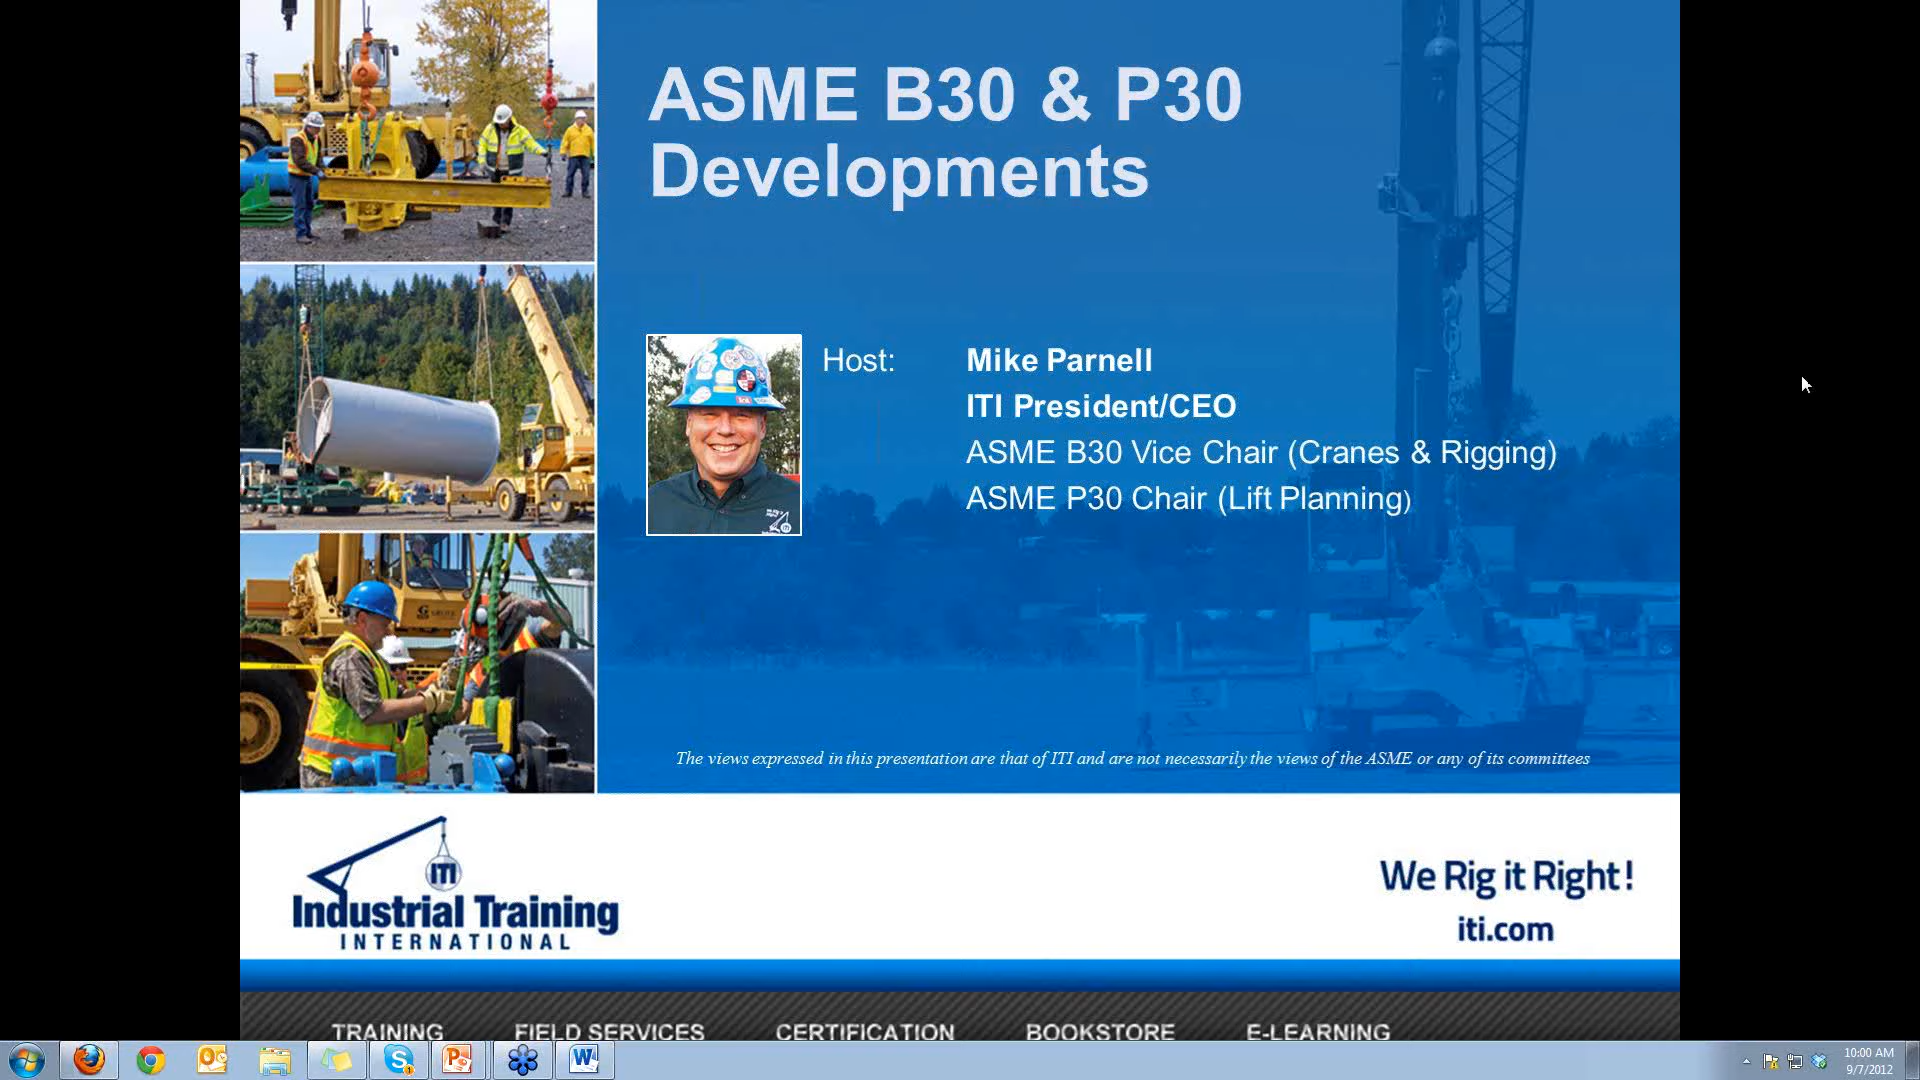 ASME B30 & P30
Developments
Host:
Mike Parnell
ITI President/CEO
ASME B30 Vice Chair (Cranes & Rigging)
ASME P30 Chair (Lift Planning)
The views expressed in this presentation are that of ITI and are not necessarily the views of the ASME or any of its committees
ITI
Industrial Training
INTERNATIONAL
We Rig it Right!
iti.com
TRAINING FIELD SERVICES CERTIFICATION BOOKSTORE E-LEARNING
10:00 AM
9/7/2012